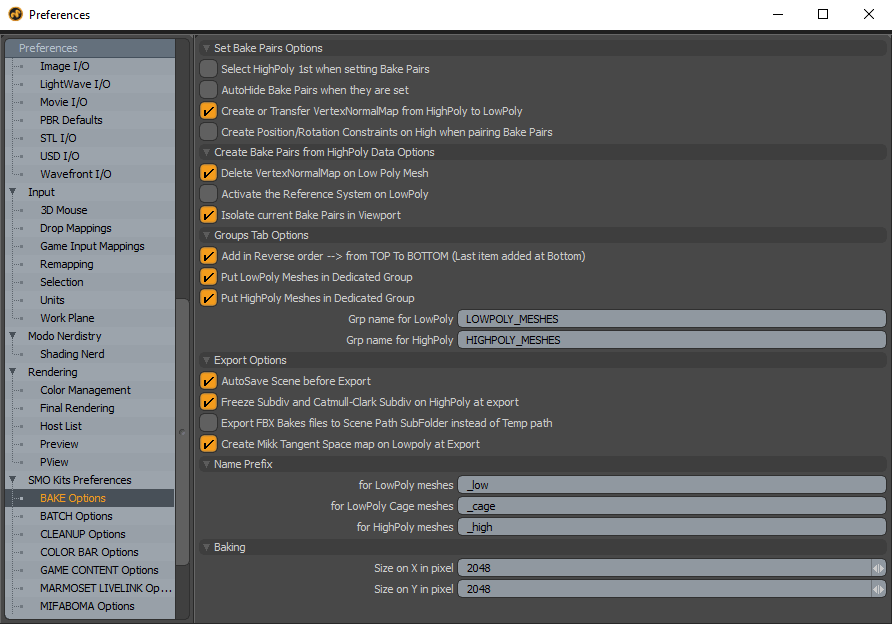 Preferences
Preferences
Image I/O
LightWave I/O
Movie I/O
PBR Defaults
STL I/O
USD I/O
Wavefront I/O
Input
3D Mouse
Drop Mappings
Game Input Mappings
Remapping
Selection
Units
Work Plane
Modo Nerdistry
Shading Nerd
Rendering
Color Management
Final Rendering
Host List
Preview
PView
SMO Kits Preferences
BAKE Options
BATCH Options
CLEANUP Options
COLOR BAR Options
GAME CONTENT Options
MARMOSET LIVELINK Op...
MIFABOMA Options
Set Bake Pairs Options
Select HighPoly 1st when setting Bake Pairs
AutoHide Bake Pairs when they are set
Create or Transfer VertexNormalMap from HighPoly to LowPoly
Create Position/Rotation Constraints on High when pairing Bake Pairs
Create Bake Pairs from HighPoly Data Options
Delete VertexNormalMap on Low Poly Mesh
Activate the Reference System on LowPoly
Isolate current Bake Pairs in Viewport
Groups Tab Options
Add in Reverse order --> from TOP To BOTTOM (Last item added at Bottom)
Put LowPoly Meshes in Dedicated Group
Put HighPoly Meshes in Dedicated Group
Grp name for LowPoly LOWPOLY_MESHES
Grp name for HighPoly HIGHPOLY_MESHES
Export Options
AutoSave Scene before Export
Freeze Subdiv and Catmull-Clark Subdiv on HighPoly at export
Export FBX Bakes files to Scene Path SubFolder instead of Temp path
Create Mikk Tangent Space map on Lowpoly at Export
Name Prefix
for LowPoly meshes _low
for LowPoly Cage meshes _cage
for HighPoly meshes _high
Baking
Size on X in pixel 2048
Size on Y in pixel 2048